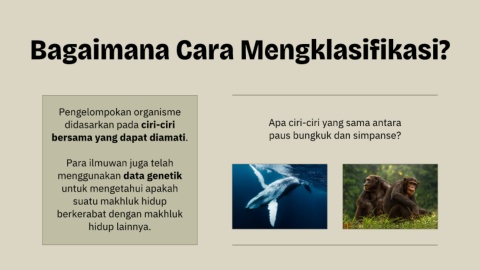 Bagaimana Cara Mengklasifikasi?
Pengelompokan organisme
didasarkan pada ciri-ciri
bersama yang dapat diamati.
Para ilmuwan juga telah
menggunakan data genetik
untuk mengetahui apakah
suatu makhluk hidup
berkerabat dengan makhluk
hidup lainnya.
Apa ciri-ciri yang sama antara
paus bungkuk dan simpanse?